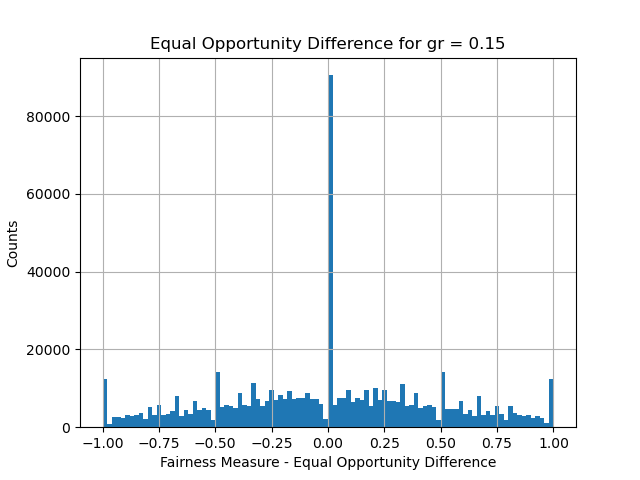 Equal Opportunity Difference for gr = 0.15
Counts
80000
60000
40000
20000
0
−1.00 −0.75 −0.50 −0.25 0.00 0.25 0.50 0.75 1.00
Fairness Measure - Equal Opportunity Difference